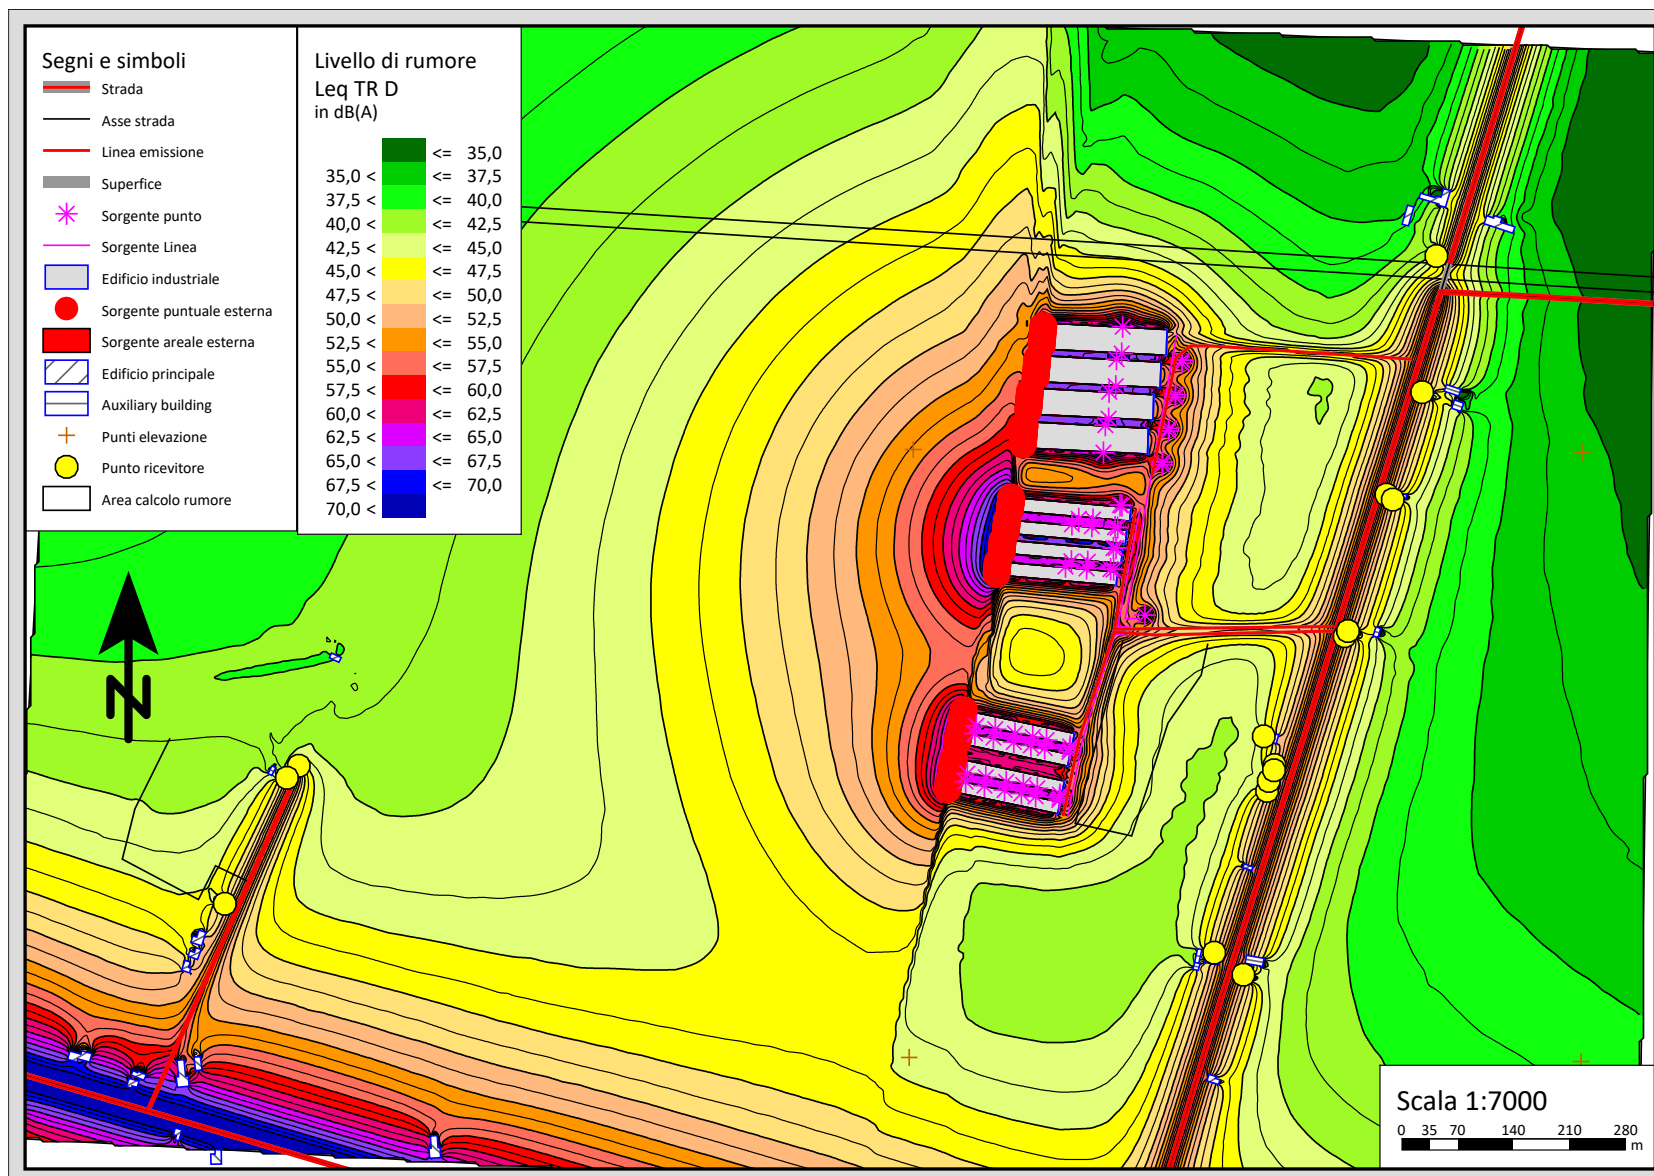 Segni e simboli
Strada
Asse strada
Linea emissione
Superfice
Sorgente punto
Sorgente Linea
Edificio industriale
Sorgente puntuale esterna
Sorgente areale esterna
Edificio principale
Auxiliary building
Punti elevazione
Punto ricevitore
Area calcolo rumore
Livello di rumore
Leq TR D
in dB(A)
<= 35,0
35,0 < <= 37,5
37,5 < <= 40,0
40,0 < <= 42,5
42,5 < <= 45,0
45,0 < <= 47,5
47,5 < <= 50,0
50,0 < <= 52,5
52,5 < <= 55,0
55,0 < <= 57,5
57,5 < <= 60,0
60,0 < <= 62,5
62,5 < <= 65,0
65,0 < <= 67,5
67,5 < <= 70,0
70,0 <
N
Scala 1:7000
0 35 70 140 210 280
m